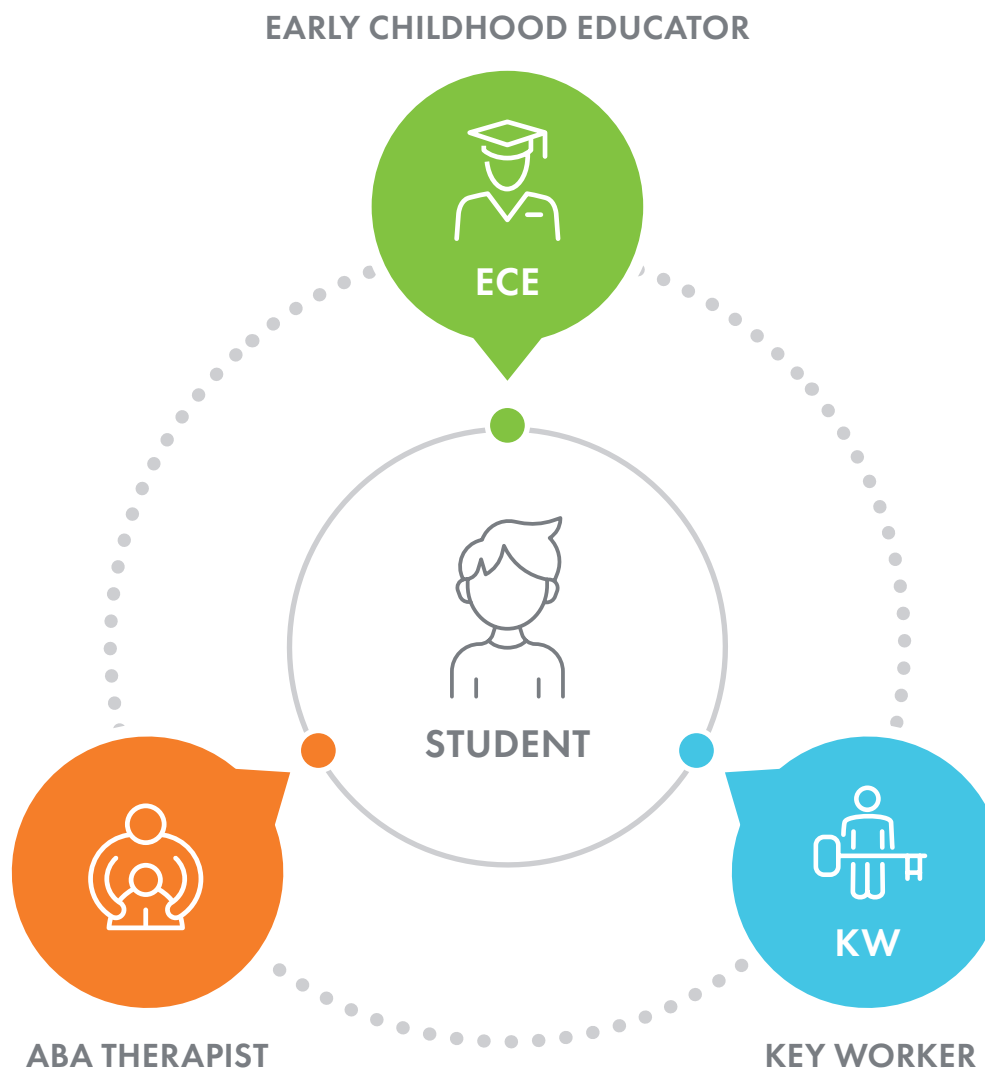 EARLY CHILDHOOD EDUCATOR
ECE
STUDENT
KW
ABA THERAPIST
KEY WORKER